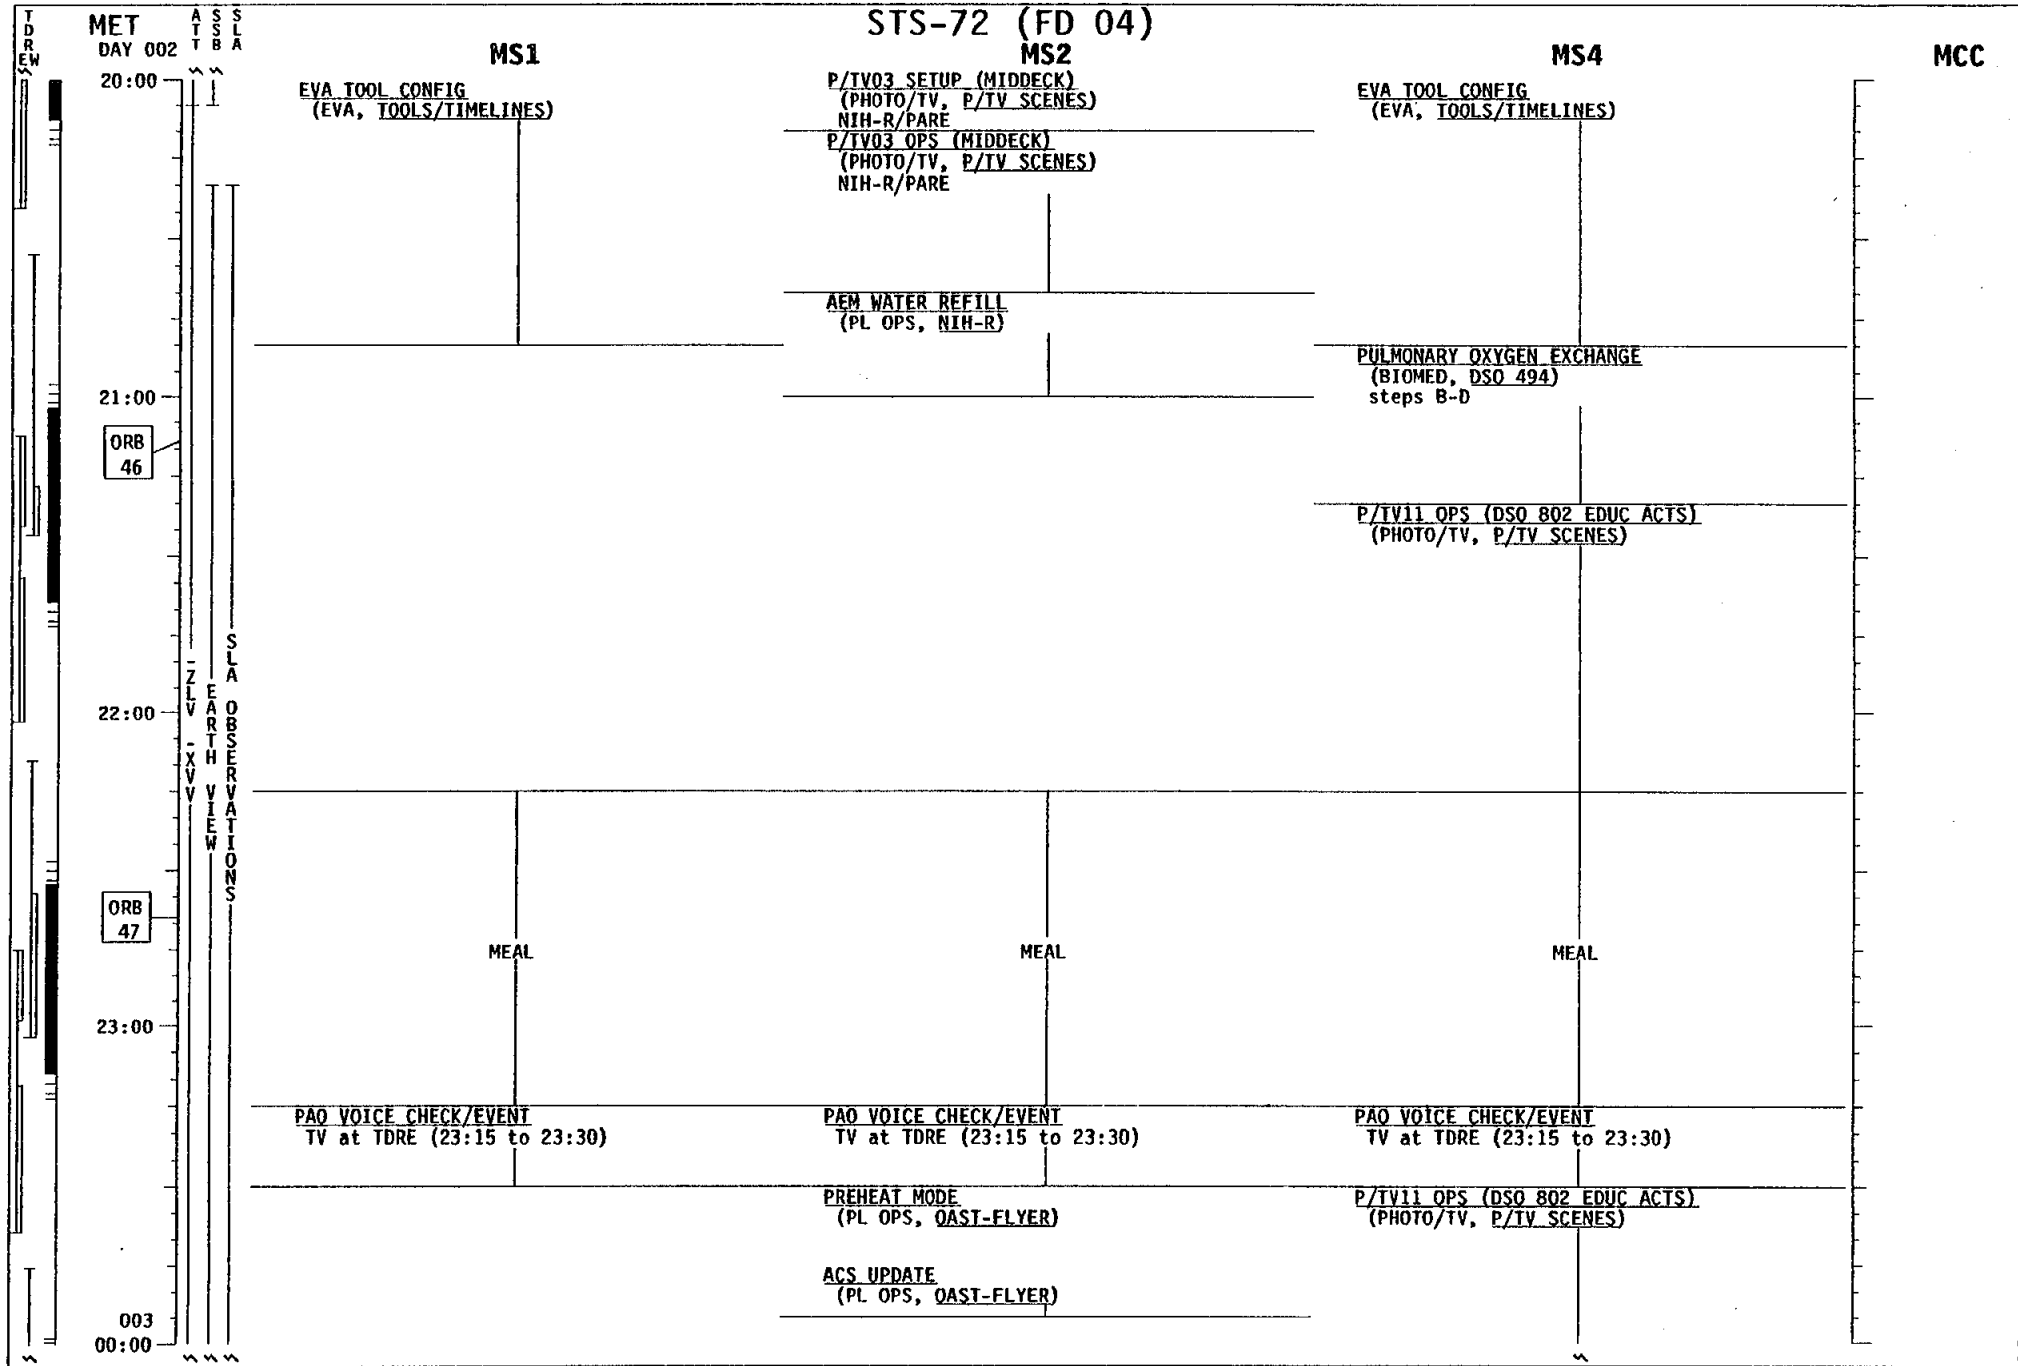 STS-72 (FD 04)
TDRE W
MET
DAY 002
ATT
SSB
SLA
MS1
MS2
MS4
MCC
20:00
EVA TOOL CONFIG
(EVA, TOOLS/TIMELINES)
P/TV03 SETUP (MIDDECK)
(PHOTO/TV, P/TV SCENES)
NIH-R/PARE
P/TV03 OPS (MIDDECK)
(PHOTO/TV, P/TV SCENES)
NIH-R/PARE
EVA TOOL CONFIG
(EVA, TOOLS/TIMELINES)
AEM WATER REFILL
(PL OPS, NIH-R)
PULMONARY OXYGEN EXCHANGE
(BIOMED, DSO 494)
steps B-D
21:00
ORB
46
P/TV11 OPS (DSO 802 EDUC ACTS)
(PHOTO/TV, P/TV SCENES)
22:00
-ZLV -XVV
EARTH VIEW
SLA OBSERVATIONS
ORB
47
MEAL
MEAL
MEAL
23:00
PAO VOICE CHECK/EVENT
TV at TDRE (23:15 to 23:30)
PAO VOICE CHECK/EVENT
TV at TDRE (23:15 to 23:30)
PAO VOICE CHECK/EVENT
TV at TDRE (23:15 to 23:30)
PREHEAT MODE
(PL OPS, OAST-FLYER)
P/TV11 OPS (DSO 802 EDUC ACTS)
(PHOTO/TV, P/TV SCENES)
ACS UPDATE
(PL OPS, OAST-FLYER)
003
00:00